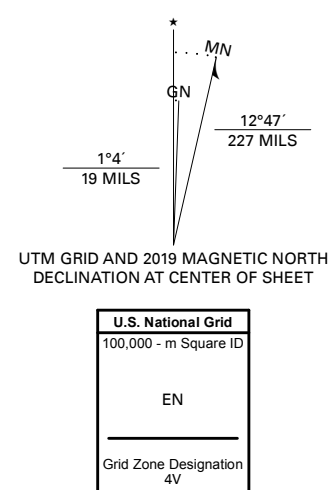 ★
MN
GN
12°47´
227 MILS
1°4´
19 MILS
UTM GRID AND 2019 MAGNETIC NORTH
DECLINATION AT CENTER OF SHEET
U.S. National Grid
100,000 - m Square ID
EN
Grid Zone Designation
4V